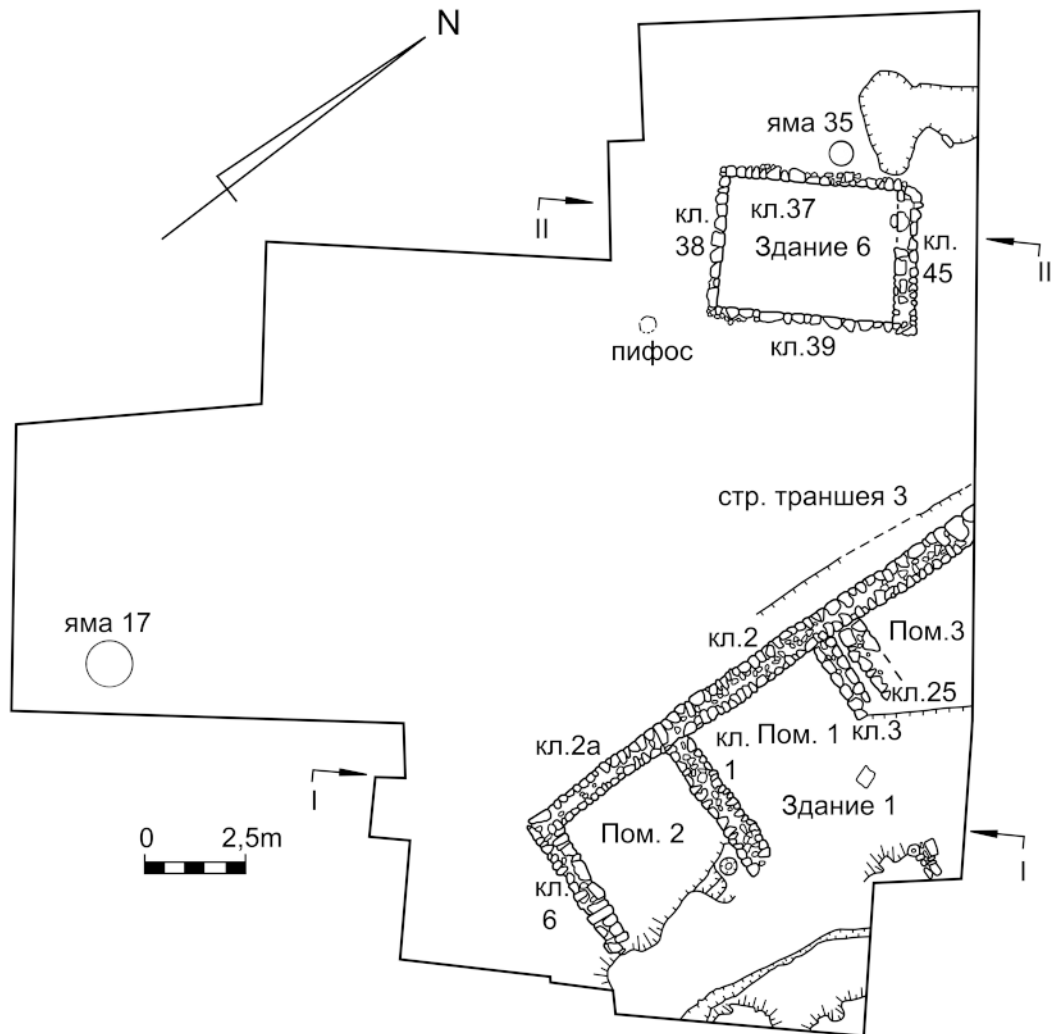 N
яма 35
II
кл.
38
кл.37
Здание 6
кл.
45
II
пифос
кл.39
стр. траншея 3
яма 17
кл.2
Пом.3
кл.25
кл.2а
кл.
1
Пом. 1
кл.3
I
Здание 1
0 2,5m
Пом. 2
I
кл.
6